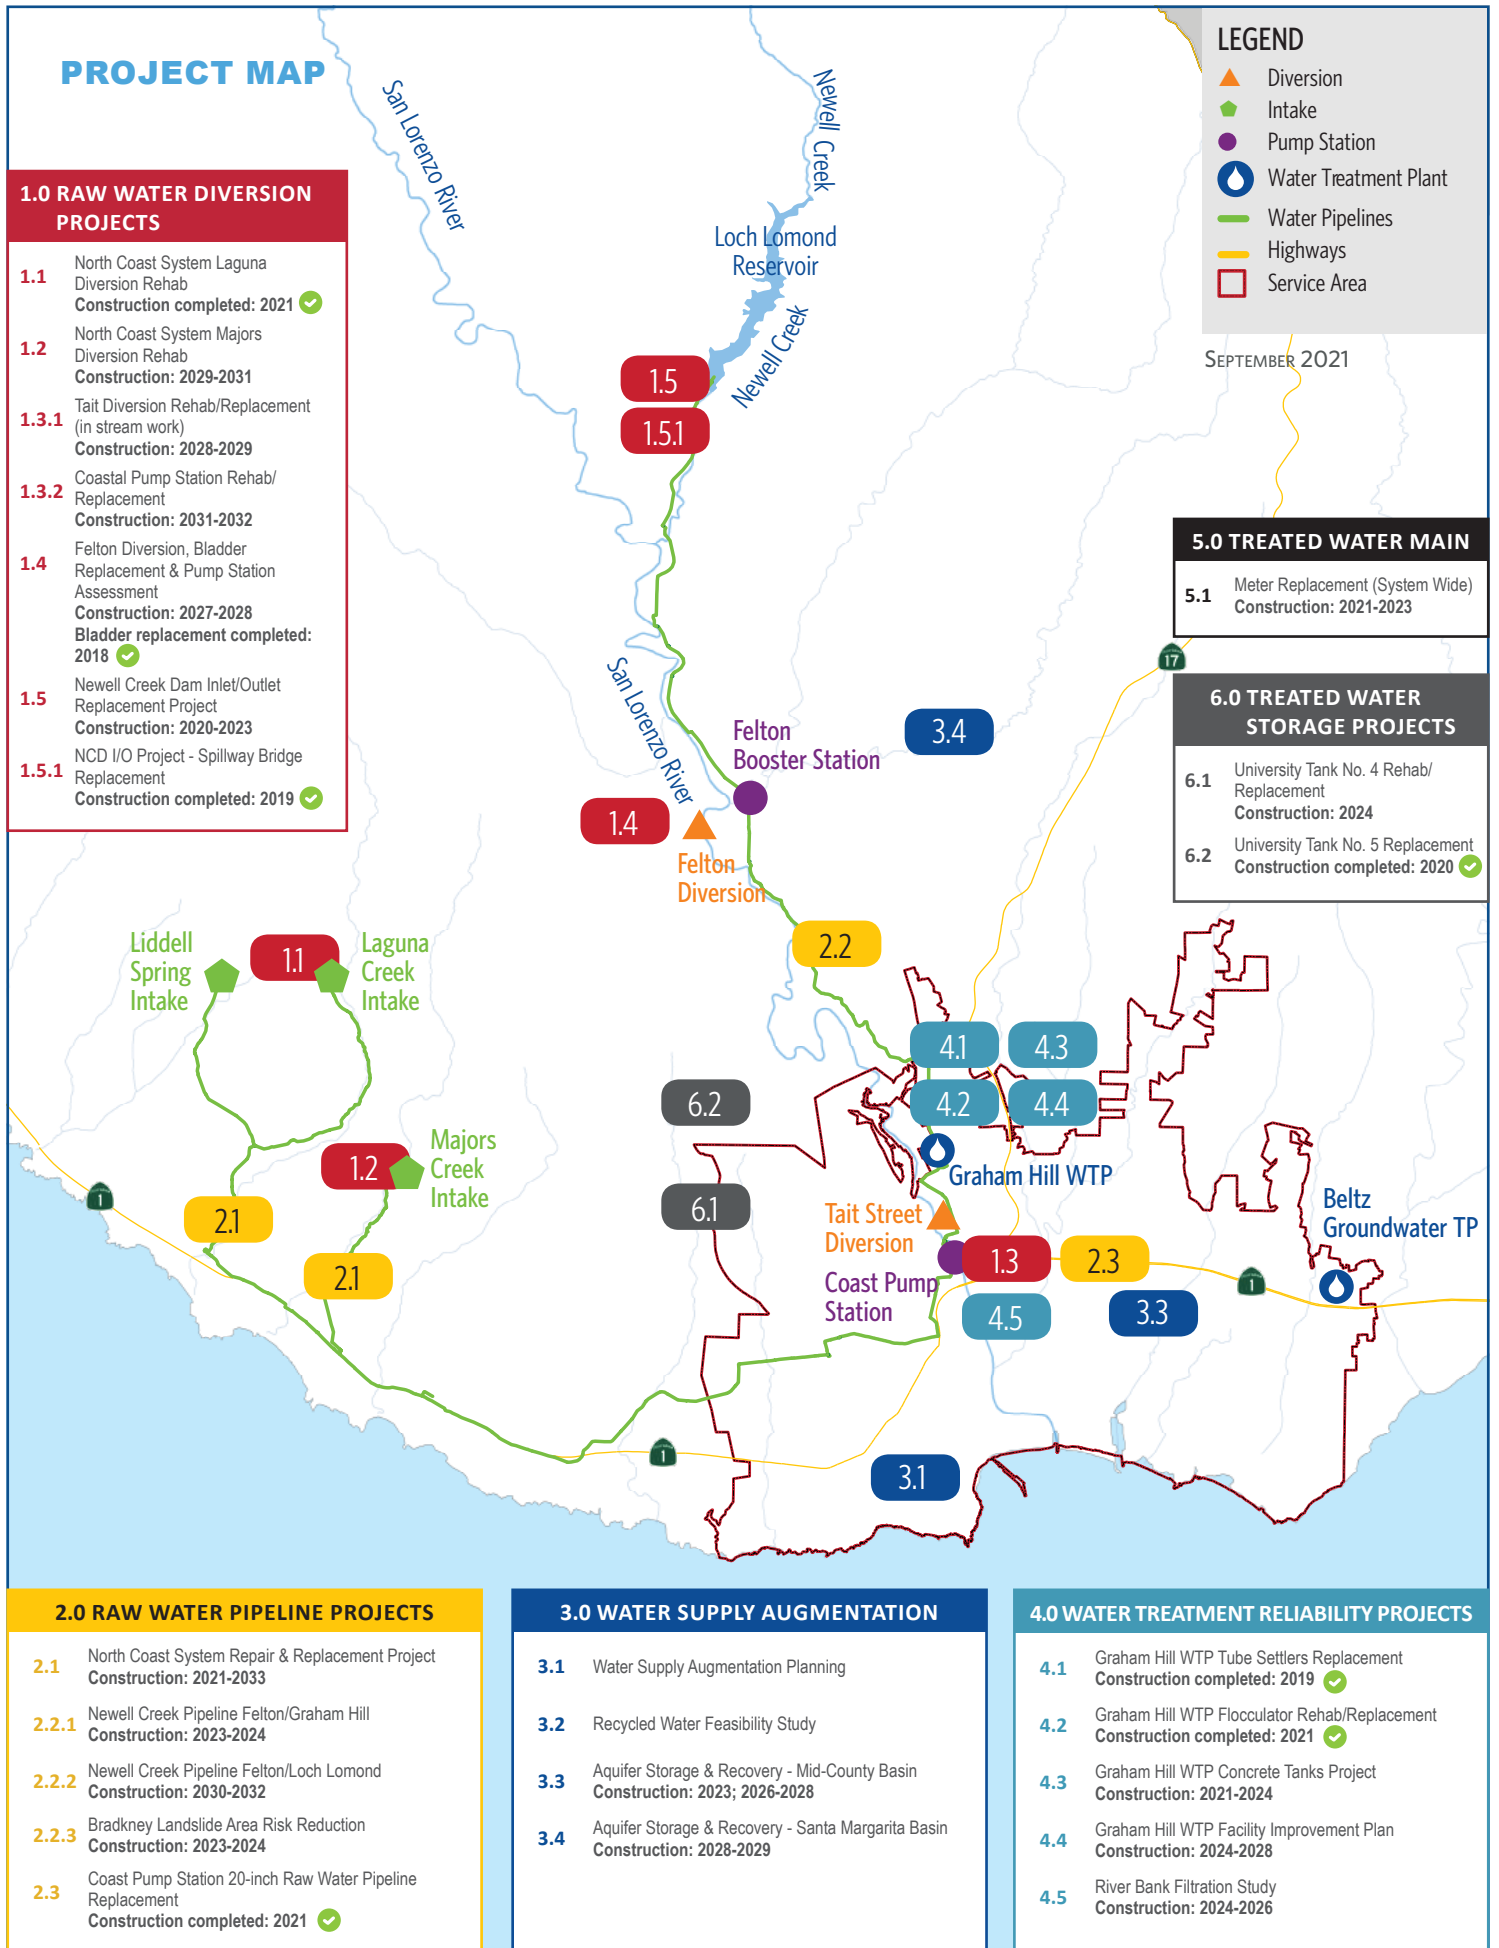 PROJECT MAP
LEGEND
Diversion
Intake
Pump Station
Water Treatment Plant
Water Pipelines
Highways
Service Area
SEPTEMBER 2021
1.0 RAW WATER DIVERSION
PROJECTS
1.1 North Coast System Laguna
Diversion Rehab
Construction completed: 2021
1.2 North Coast System Majors
Diversion Rehab
Construction: 2029-2031
1.3.1 Tait Diversion Rehab/Replacement
(in stream work)
Construction: 2028-2029
1.3.2 Coastal Pump Station Rehab/
Replacement
Construction: 2031-2032
1.4 Felton Diversion, Bladder
Replacement & Pump Station
Assessment
Construction: 2027-2028
Bladder replacement completed:
2018
1.5 Newell Creek Dam Inlet/Outlet
Replacement Project
Construction: 2020-2023
1.5.1 NCD I/O Project - Spillway Bridge
Replacement
Construction completed: 2019
San Lorenzo River
Newell Creek
Loch Lomond
Reservoir
Newell Creek
1.5
1.5.1
5.0 TREATED WATER MAIN
5.1 Meter Replacement (System Wide)
Construction: 2021-2023
17
6.0 TREATED WATER
STORAGE PROJECTS
6.1 University Tank No. 4 Rehab/
Replacement
Construction: 2024
6.2 University Tank No. 5 Replacement
Construction completed: 2020
San Lorenzo River
Felton
Booster Station
3.4
1.4
Felton
Diversion
2.2
Liddell
Spring
Intake
1.1
Laguna
Creek
Intake
4.1
4.3
4.2
4.4
6.2
1.2
Majors
Creek
Intake
Graham Hill WTP
1
2.1
6.1
Tait Street
Diversion
Beltz
Groundwater TP
2.1
Coast Pump
Station
1.3
2.3
1
4.5
3.3
1
3.1
2.0 RAW WATER PIPELINE PROJECTS
2.1 North Coast System Repair & Replacement Project
Construction: 2021-2033
2.2.1 Newell Creek Pipeline Felton/Graham Hill
Construction: 2023-2024
2.2.2 Newell Creek Pipeline Felton/Loch Lomond
Construction: 2030-2032
2.2.3 Bradkney Landslide Area Risk Reduction
Construction: 2023-2024
2.3 Coast Pump Station 20-inch Raw Water Pipeline
Replacement
Construction completed: 2021
3.0 WATER SUPPLY AUGMENTATION
3.1 Water Supply Augmentation Planning
3.2 Recycled Water Feasibility Study
3.3 Aquifer Storage & Recovery - Mid-County Basin
Construction: 2023; 2026-2028
3.4 Aquifer Storage & Recovery - Santa Margarita Basin
Construction: 2028-2029
4.0 WATER TREATMENT RELIABILITY PROJECTS
4.1 Graham Hill WTP Tube Settlers Replacement
Construction completed: 2019
4.2 Graham Hill WTP Flocculator Rehab/Replacement
Construction completed: 2021
4.3 Graham Hill WTP Concrete Tanks Project
Construction: 2021-2024
4.4 Graham Hill WTP Facility Improvement Plan
Construction: 2024-2028
4.5 River Bank Filtration Study
Construction: 2024-2026